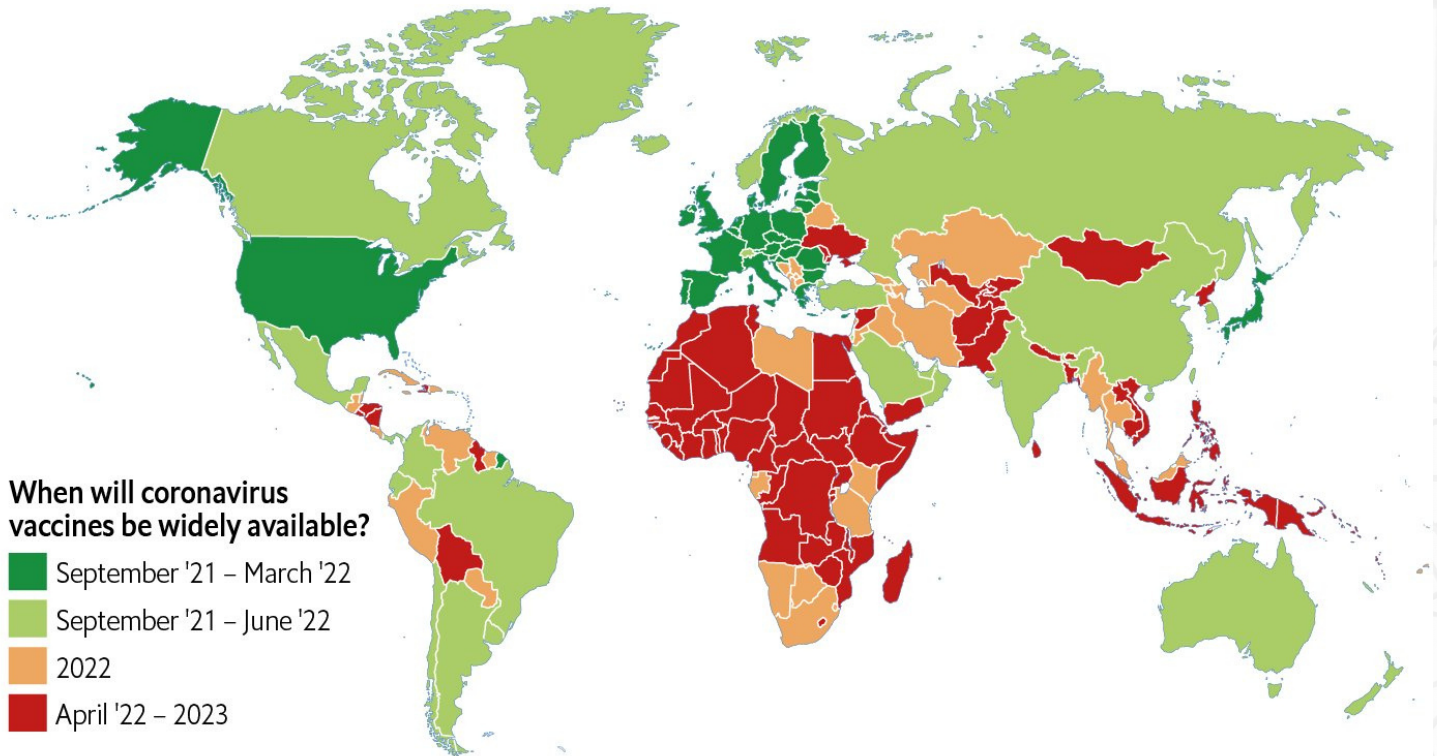 When will coronavirus
vaccines be widely available?
September '21 – March '22
September '21 – June '22
2022
April '22 – 2023